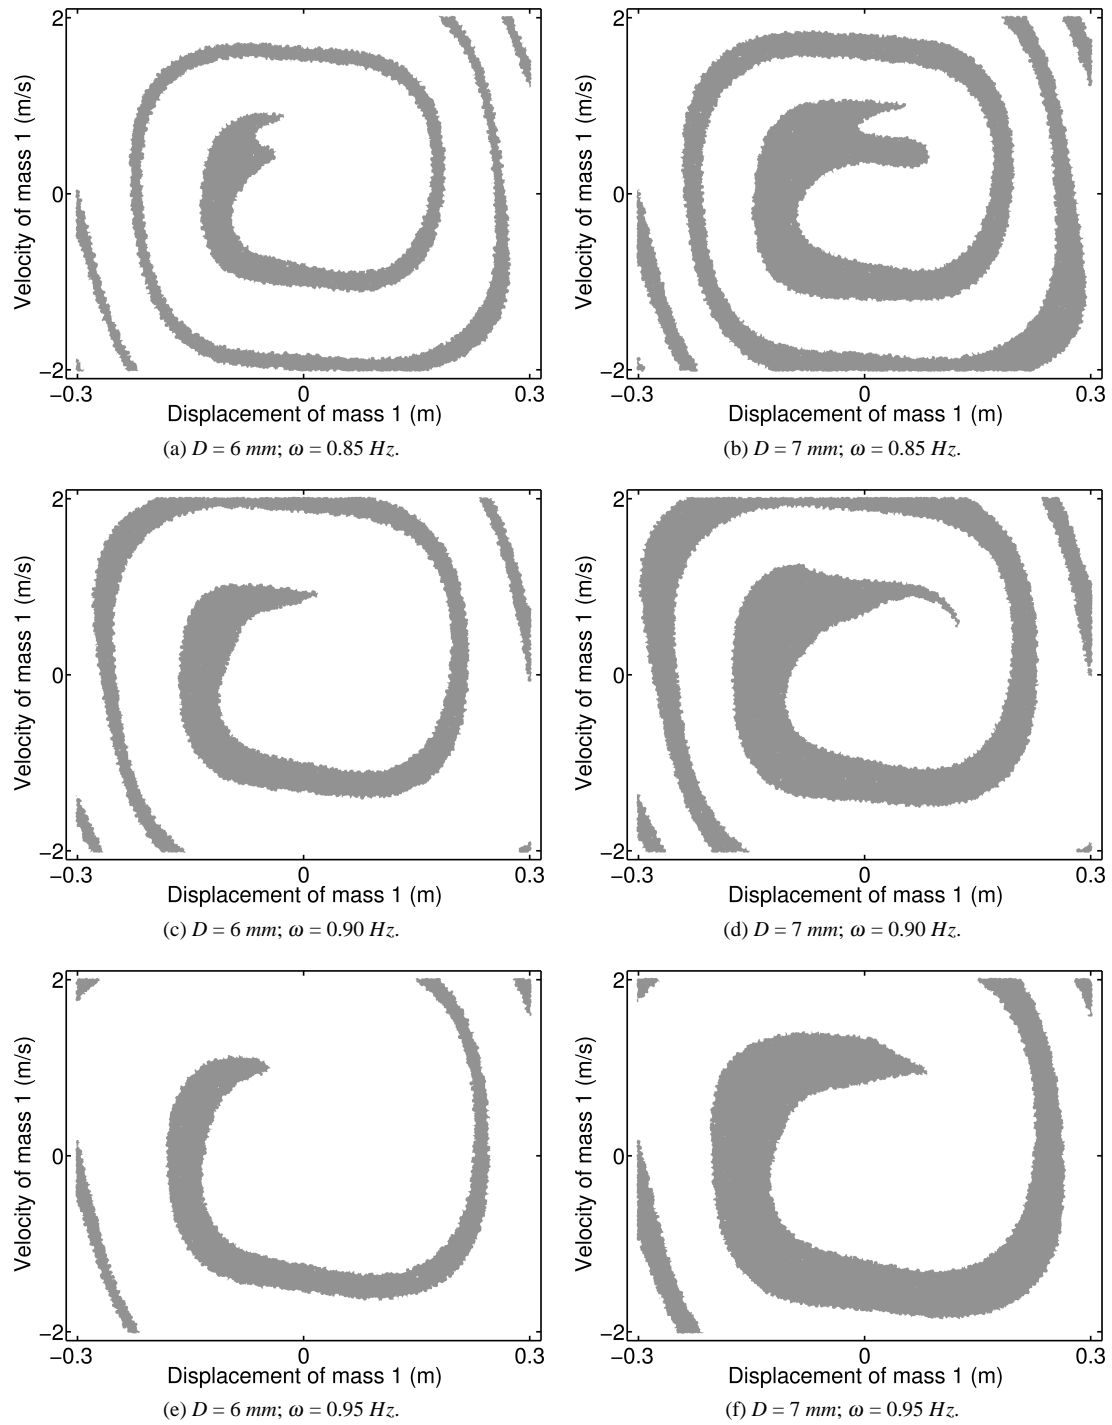 2
0
−2
−0.3 0 0.3
Velocity of mass 1 (m/s)
Displacement of mass 1 (m)
(a) D = 6 mm; ω = 0.85 Hz.
2
0
−2
−0.3 0 0.3
Velocity of mass 1 (m/s)
Displacement of mass 1 (m)
(b) D = 7 mm; ω = 0.85 Hz.
2
0
−2
−0.3 0 0.3
Velocity of mass 1 (m/s)
Displacement of mass 1 (m)
(c) D = 6 mm; ω = 0.90 Hz.
2
0
−2
−0.3 0 0.3
Velocity of mass 1 (m/s)
Displacement of mass 1 (m)
(d) D = 7 mm; ω = 0.90 Hz.
2
0
−2
−0.3 0 0.3
Velocity of mass 1 (m/s)
Displacement of mass 1 (m)
(e) D = 6 mm; ω = 0.95 Hz.
2
0
−2
−0.3 0 0.3
Velocity of mass 1 (m/s)
Displacement of mass 1 (m)
(f) D = 7 mm; ω = 0.95 Hz.